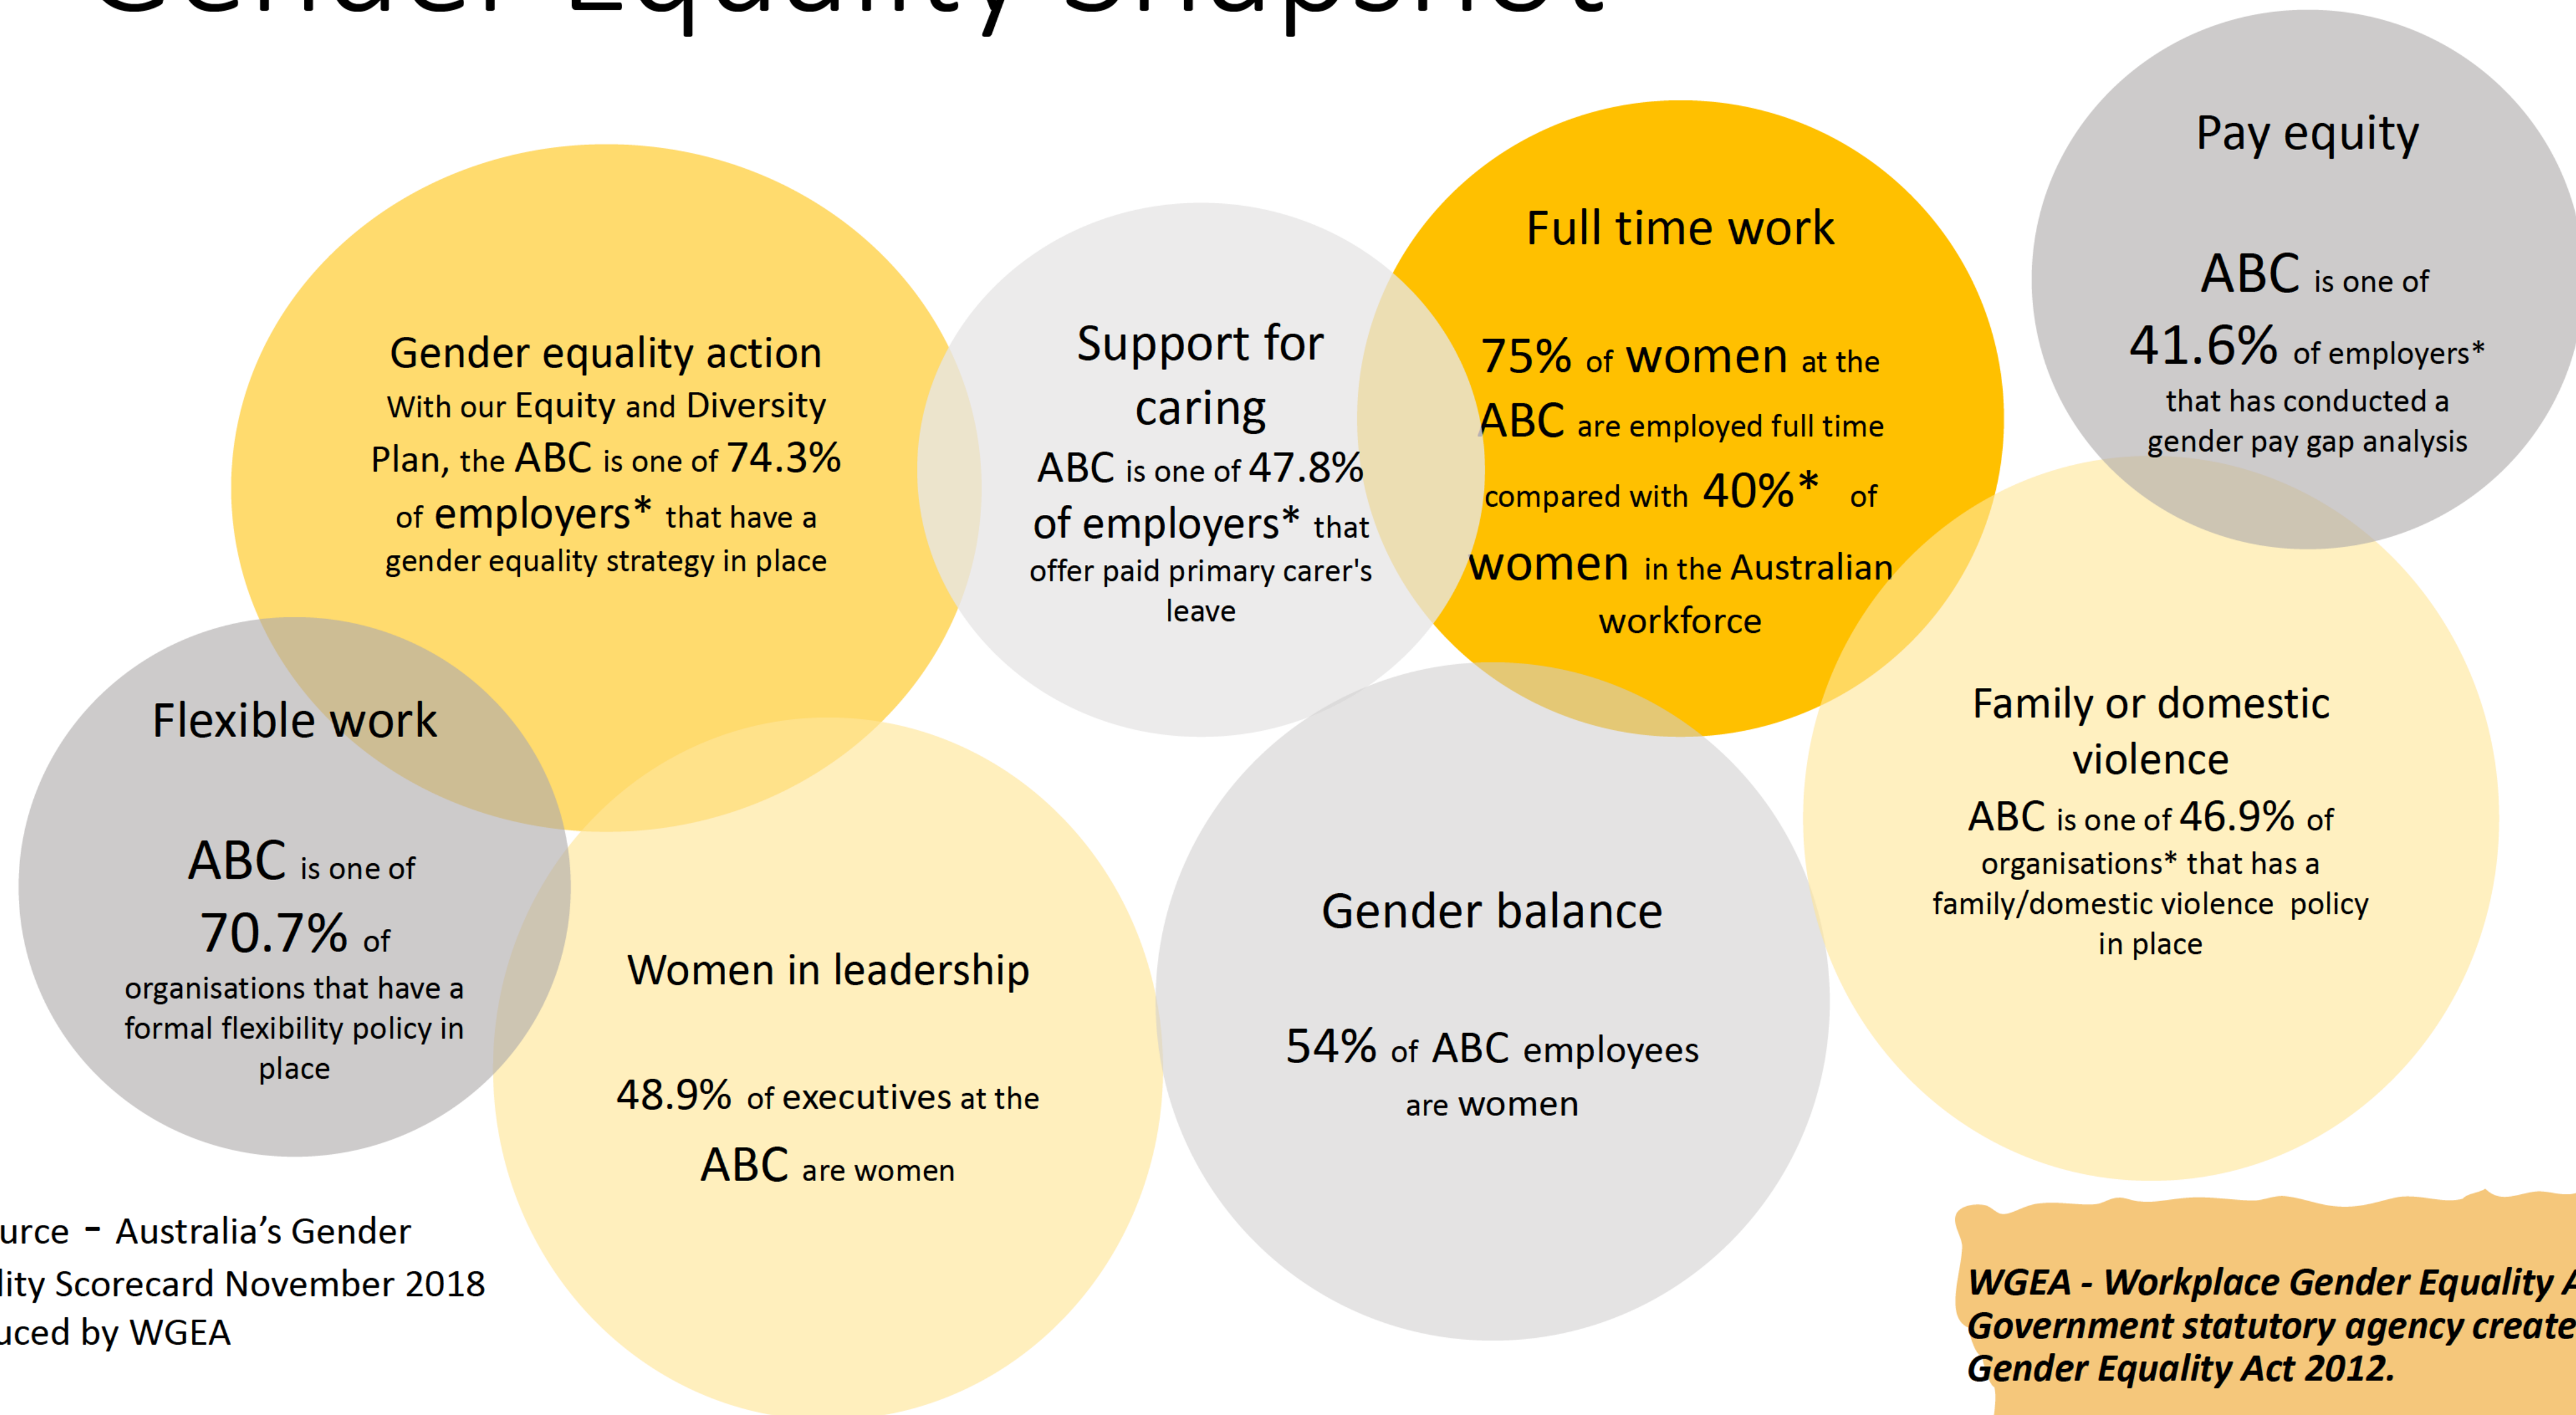 Gender Equality Snapshot
Pay equity
ABC is one of
41.6% of employers*
that has conducted a
gender pay gap analysis
Full time work
75% of women at the
ABC are employed full time
compared with 40%* of
women in the Australian
workforce
Support for
caring
ABC is one of 47.8%
of employers* that
offer paid primary carer's
leave
Gender equality action
With our Equity and Diversity
Plan, the ABC is one of 74.3%
of employers* that have a
gender equality strategy in place
Flexible work
ABC is one of
70.7% of
organisations that have a
formal flexibility policy in
place
Women in leadership
48.9% of executives at the
ABC are women
Gender balance
54% of ABC employees
are women
Family or domestic
violence
ABC is one of 46.9% of
organisations* that has a
family/domestic violence policy
in place
urce - Australia’s Gender
lity Scorecard November 2018
uced by WGEA
WGEA - Workplace Gender Equality A
Government statutory agency create
Gender Equality Act 2012.